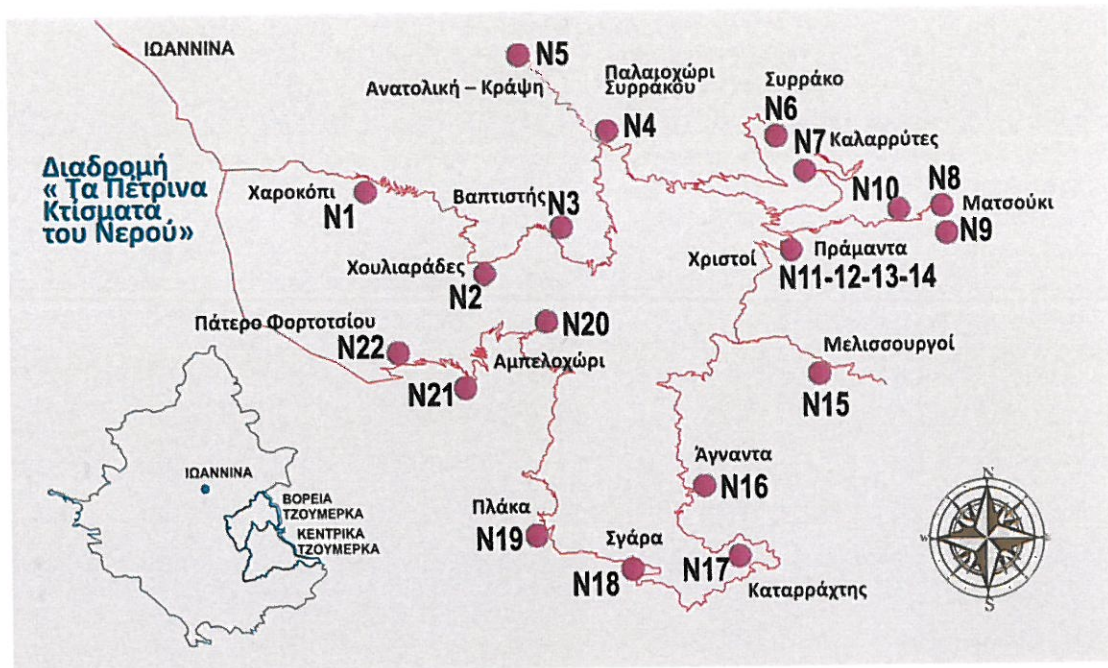 ΙΩΑΝΝΙΝΑ
N5
Ανατολική – Κράψη
Παλαιοχώρι
Συρράκου
N4
Συρράκο
N6
N7
Καλαρρύτες
Διαδρομή
« Τα Πέτρινα
Κτίσματα
του Νερού»
Χαροκόπι
N1
Βαπτιστής
N3
N10
N8
Ματσούκι
N9
Χουλιαράδες
N2
Χριστοί
Πράμαντα
N11-12-13-14
Πάτερο Φορτοτσίου
N22
N20
Αμπελοχώρι
N21
Μελισσουργοί
N15
Άγναντα
N16
Πλάκα
N19
Σγάρα
N18
N17
Καταρράχτης
ΙΩΑΝΝΙΝΑ
ΒΟΡΕΙΑ
ΤΖΟΥΜΕΡΚΑ
ΚΕΝΤΡΙΚΑ
ΤΖΟΥΜΕΡΚΑ
N
W
E
S